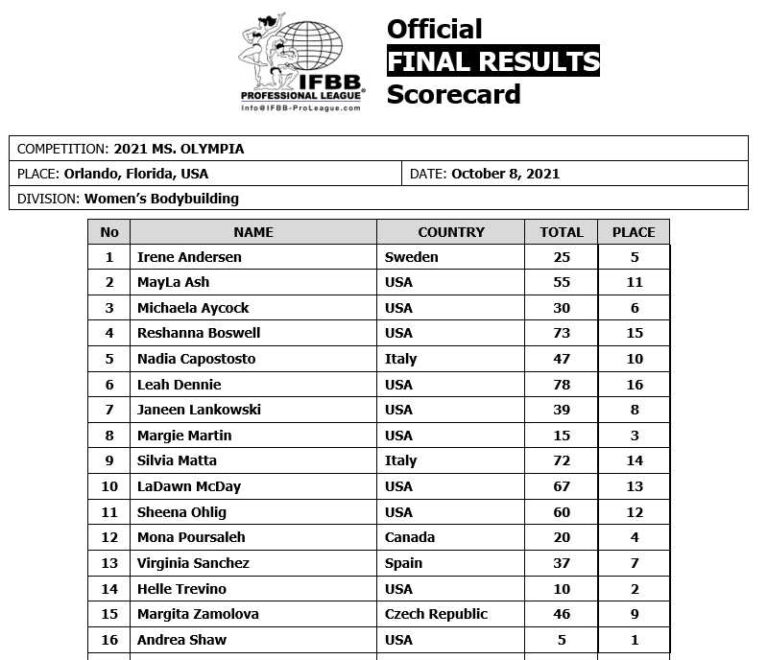 Official
FINAL RESULTS
Scorecard
IFBB
PROFESSIONAL LEAGUE®
Info@IFBB-ProLeague.com
COMPETITION: 2021 MS. OLYMPIA
PLACE: Orlando, Florida, USA DATE: October 8, 2021
DIVISION: Women's Bodybuilding
No NAME COUNTRY TOTAL PLACE
1 Irene Andersen Sweden 25 5
2 MayLa Ash USA 55 11
3 Michaela Aycock USA 30 6
4 Reshanna Boswell USA 73 15
5 Nadia Capostosto Italy 47 10
6 Leah Dennie USA 78 16
7 Janeen Lankowski USA 39 8
8 Margie Martin USA 15 3
9 Silvia Matta Italy 72 14
10 LaDawn McDay USA 67 13
11 Sheena Ohlig USA 60 12
12 Mona Poursaleh Canada 20 4
13 Virginia Sanchez Spain 37 7
14 Helle Trevino USA 10 2
15 Margita Zamolova Czech Republic 46 9
16 Andrea Shaw USA 5 1